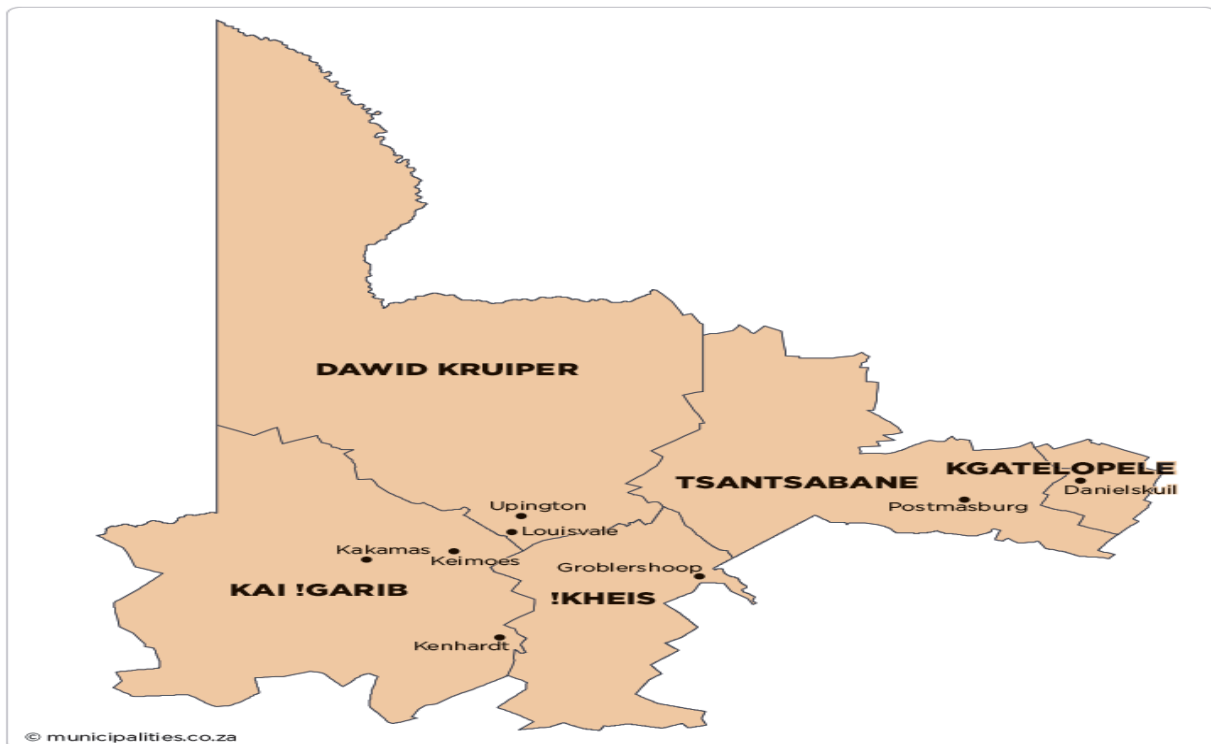 DAWID KRUIPER
KGATELOPELE
TSANTSABANE
Danielskuil
Postmasburg
Upington
Louisvale
Kakamas
Keimoes
Groblershoop
KAI !GARIB
!KHEIS
Kenhardt
© municipalities.co.za